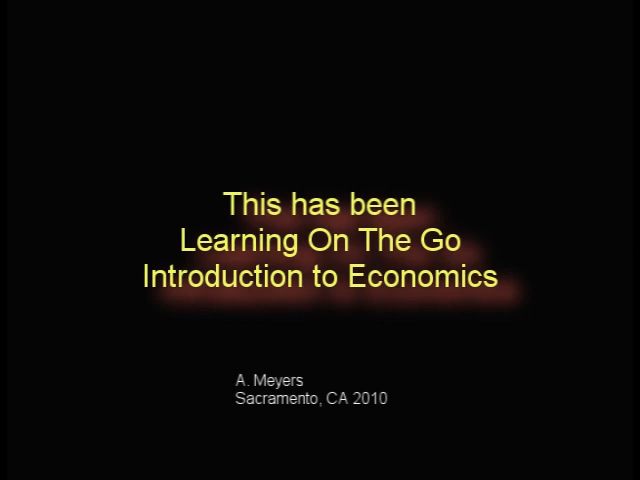 This has been
Learning On The Go
Introduction to Economics
A. Meyers
Sacramento, CA 2010